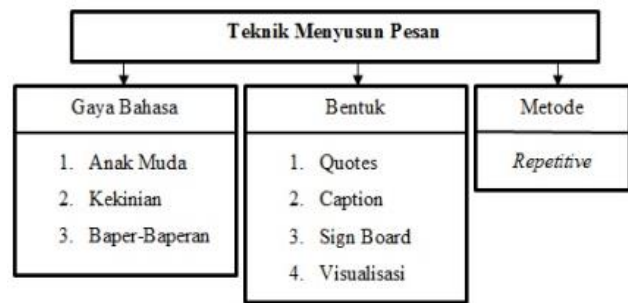 Teknik Menyusun Pesan
Gaya Bahasa
1. Anak Muda
2. Kekinian
3. Baper-Baperan
Bentuk
1. Quotes
2. Caption
3. Sign Board
4. Visualisasi
Metode
Repetitive